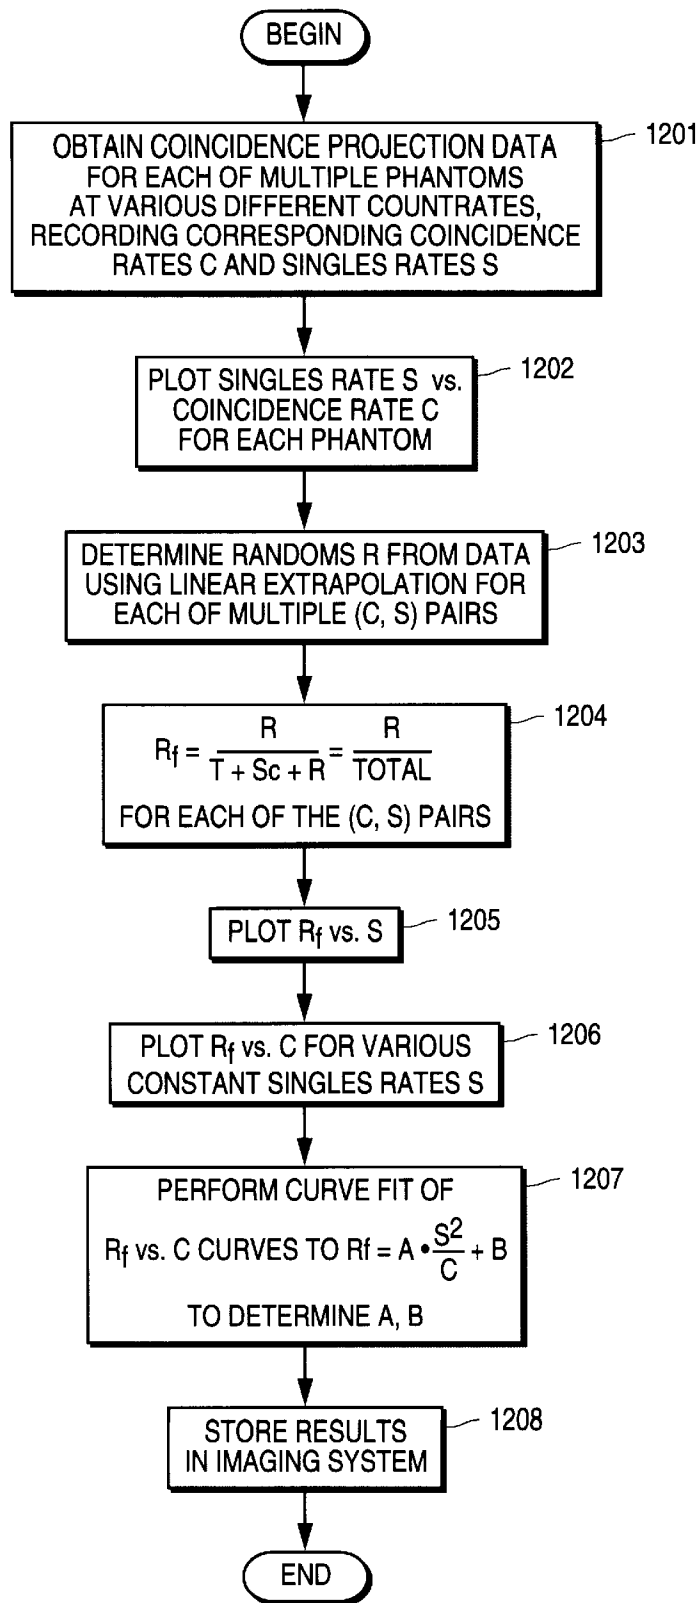 BEGIN
1201
OBTAIN COINCIDENCE PROJECTION DATA
FOR EACH OF MULTIPLE PHANTOMS
AT VARIOUS DIFFERENT COUNTRATES,
RECORDING CORRESPONDING COINCIDENCE
RATES C AND SINGLES RATES S
1202
PLOT SINGLES RATE S vs.
COINCIDENCE RATE C
FOR EACH PHANTOM
1203
DETERMINE RANDOMS R FROM DATA
USING LINEAR EXTRAPOLATION FOR
EACH OF MULTIPLE (C, S) PAIRS
1204
Rf = R / (T + Sc + R) = R / TOTAL
FOR EACH OF THE (C, S) PAIRS
1205
PLOT Rf vs. S
1206
PLOT Rf vs. C FOR VARIOUS
CONSTANT SINGLES RATES S
1207
PERFORM CURVE FIT OF
Rf vs. C CURVES TO Rf = A • S² / C + B
TO DETERMINE A, B
1208
STORE RESULTS
IN IMAGING SYSTEM
END